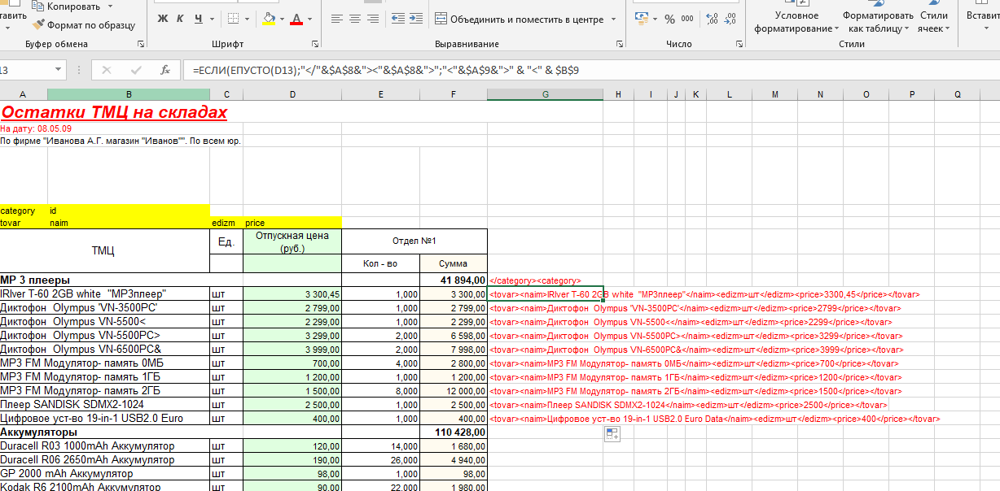 Копировать
Вставить
Формат по образцу
Буфер обмена
Ж К Ч А
Шрифт
Объединить и поместить в центре
Выравнивание
% 000 ,00
Число
Условное форматирование
Форматировать как таблицу
Стили ячеек
Стили
Вставит
13 fx =ЕСЛИ(ЕПУСТО(D13);"</"&$A$8&"><"&$A$8&">";"<"&$A$9&">" & "<" & $B$9
A B C D E F G H I J K L M N O P Q
Остатки ТМЦ на складах
На дату: 08.05.09
По фирме "Иванова А.Г. магазин "Иванов"". По всем юр.
category id
tovar naim edizm price
ТМЦ Ед. Отпускная цена (руб.) Отдел №1
Кол - во Сумма
МР 3 плееры 41 894,00 </category><category>
IRIver T-60 2GB white "МР3плеер" шт 3 300,45 1,000 3 300,00 <tovar><naim>IRIver T-60 2GB white "МР3плеер"</naim><edizm>шт</edizm><price>3300,45</price></tovar>
Диктофон Olympus 'VN-3500PC' шт 2 799,00 1,000 2 799,00 <tovar><naim>Диктофон Olympus 'VN-3500PC'</naim><edizm>шт</edizm><price>2799</price></tovar>
Диктофон Olympus VN-5500< шт 2 299,00 1,000 2 299,00 <tovar><naim>Диктофон Olympus VN-5500<</naim><edizm>шт</edizm><price>2299</price></tovar>
Диктофон Olympus VN-5500PC> шт 3 299,00 2,000 6 598,00 <tovar><naim>Диктофон Olympus VN-5500PC></naim><edizm>шт</edizm><price>3299</price></tovar>
Диктофон Olympus VN-6500PC& шт 3 999,00 2,000 7 998,00 <tovar><naim>Диктофон Olympus VN-6500PC&</naim><edizm>шт</edizm><price>3999</price></tovar>
МР3 FM Модулятор- память 0МБ шт 700,00 4,000 2 800,00 <tovar><naim>МР3 FM Модулятор- память 0МБ</naim><edizm>шт</edizm><price>700</price></tovar>
МР3 FM Модулятор- память 1ГБ шт 1 200,00 1,000 1 200,00 <tovar><naim>МР3 FM Модулятор- память 1ГБ</naim><edizm>шт</edizm><price>1200</price></tovar>
МР3 FM Модулятор- память 2ГБ шт 1 500,00 8,000 12 000,00 <tovar><naim>МР3 FM Модулятор- память 2ГБ</naim><edizm>шт</edizm><price>1500</price></tovar>
Плеер SANDISK SDMX2-1024 шт 2 500,00 1,000 2 500,00 <tovar><naim>Плеер SANDISK SDMX2-1024</naim><edizm>шт</edizm><price>2500</price></tovar>
Цифровое уст-во 19-in-1 USB2.0 Euro шт 400,00 1,000 400,00 <tovar><naim>Цифровое уст-во 19-in-1 USB2.0 Euro Data</naim><edizm>шт</edizm><price>400</price></tovar>
Аккумуляторы 110 428,00
Duracell R03 1000mAh Аккумулятор шт 120,00 14,000 1 680,00
Duracell R06 2650mAh Аккумулятор шт 190,00 26,000 4 940,00
GP 2000 mAh Аккумулятор шт 98,00 1,000 98,00
Kodak R6 2100mAh Аккумулятор шт 90,00 22,000 1 980,00